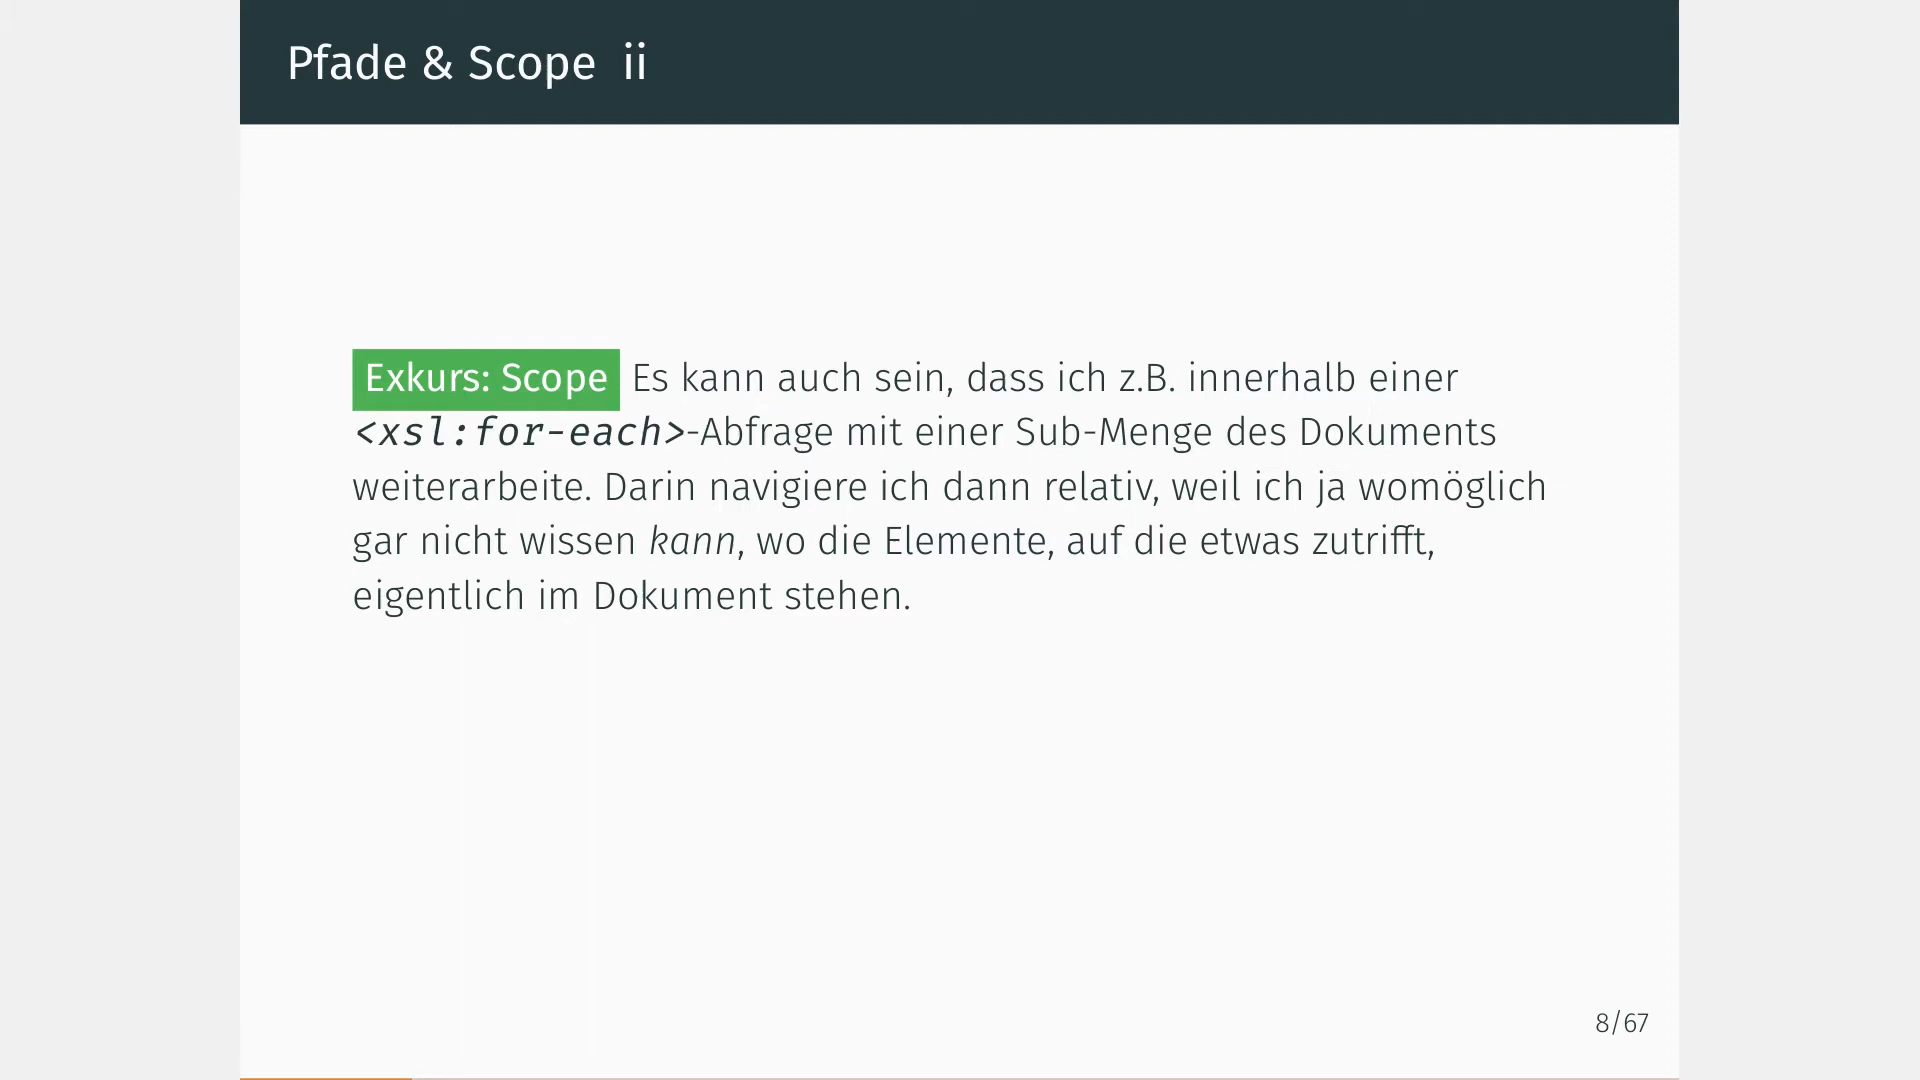 Pfade & Scope ii
Exkurs: Scope Es kann auch sein, dass ich z.B. innerhalb einer
<xsl:for-each>-Abfrage mit einer Sub-Menge des Dokuments
weiterarbeite. Darin navigiere ich dann relativ, weil ich ja womöglich
gar nicht wissen kann, wo die Elemente, auf die etwas zutrifft,
eigentlich im Dokument stehen.
8/67